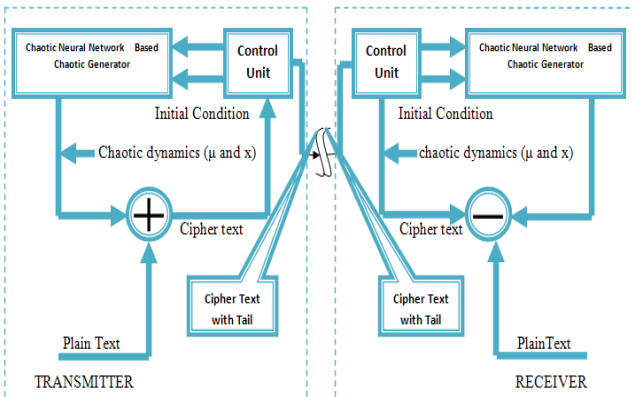 Chaotic Neural Network Based
Chaotic Generator
Control
Unit
Initial Condition
Chaotic dynamics (μ and x)
+
Cipher text
Cipher Text
with Tail
Plain Text
TRANSMITTER
Control
Unit
Chaotic Neural Network Based
Chaotic Generator
Initial Condition
chaotic dynamics (μ and x)
−
Cipher text
Cipher Text
with Tail
PlainText
RECEIVER